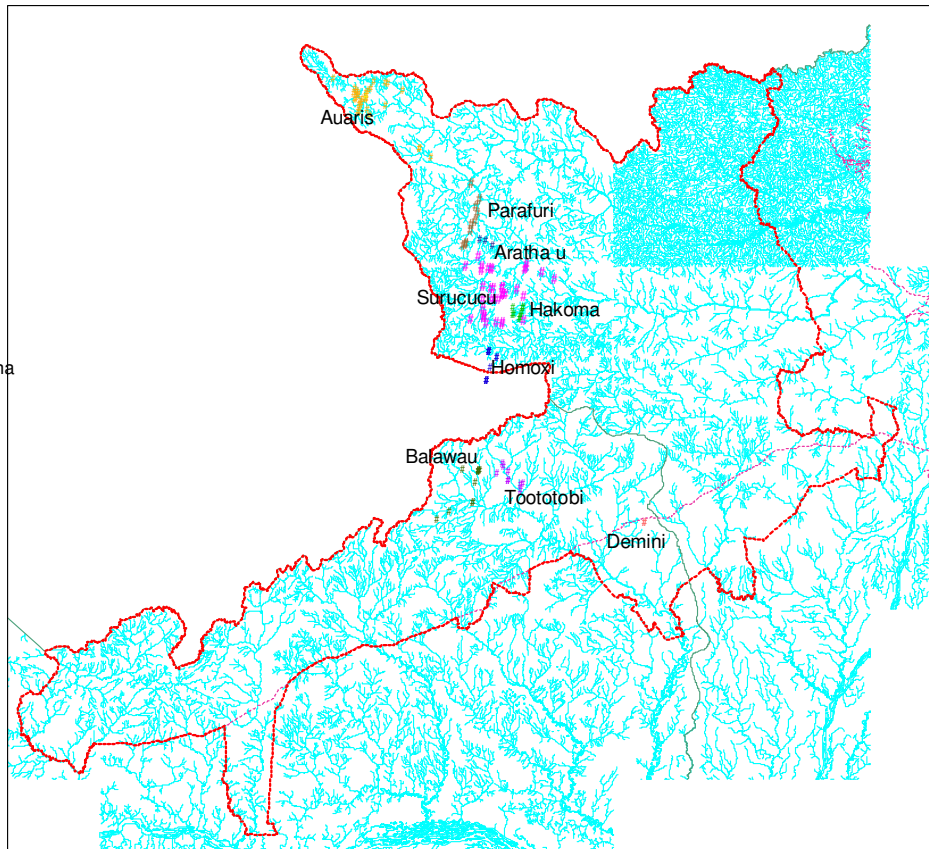 Auaris
Parafuri
Aratha u
Surucucu
Hakoma
Homoxi
Balawau
Toototobi
Demini